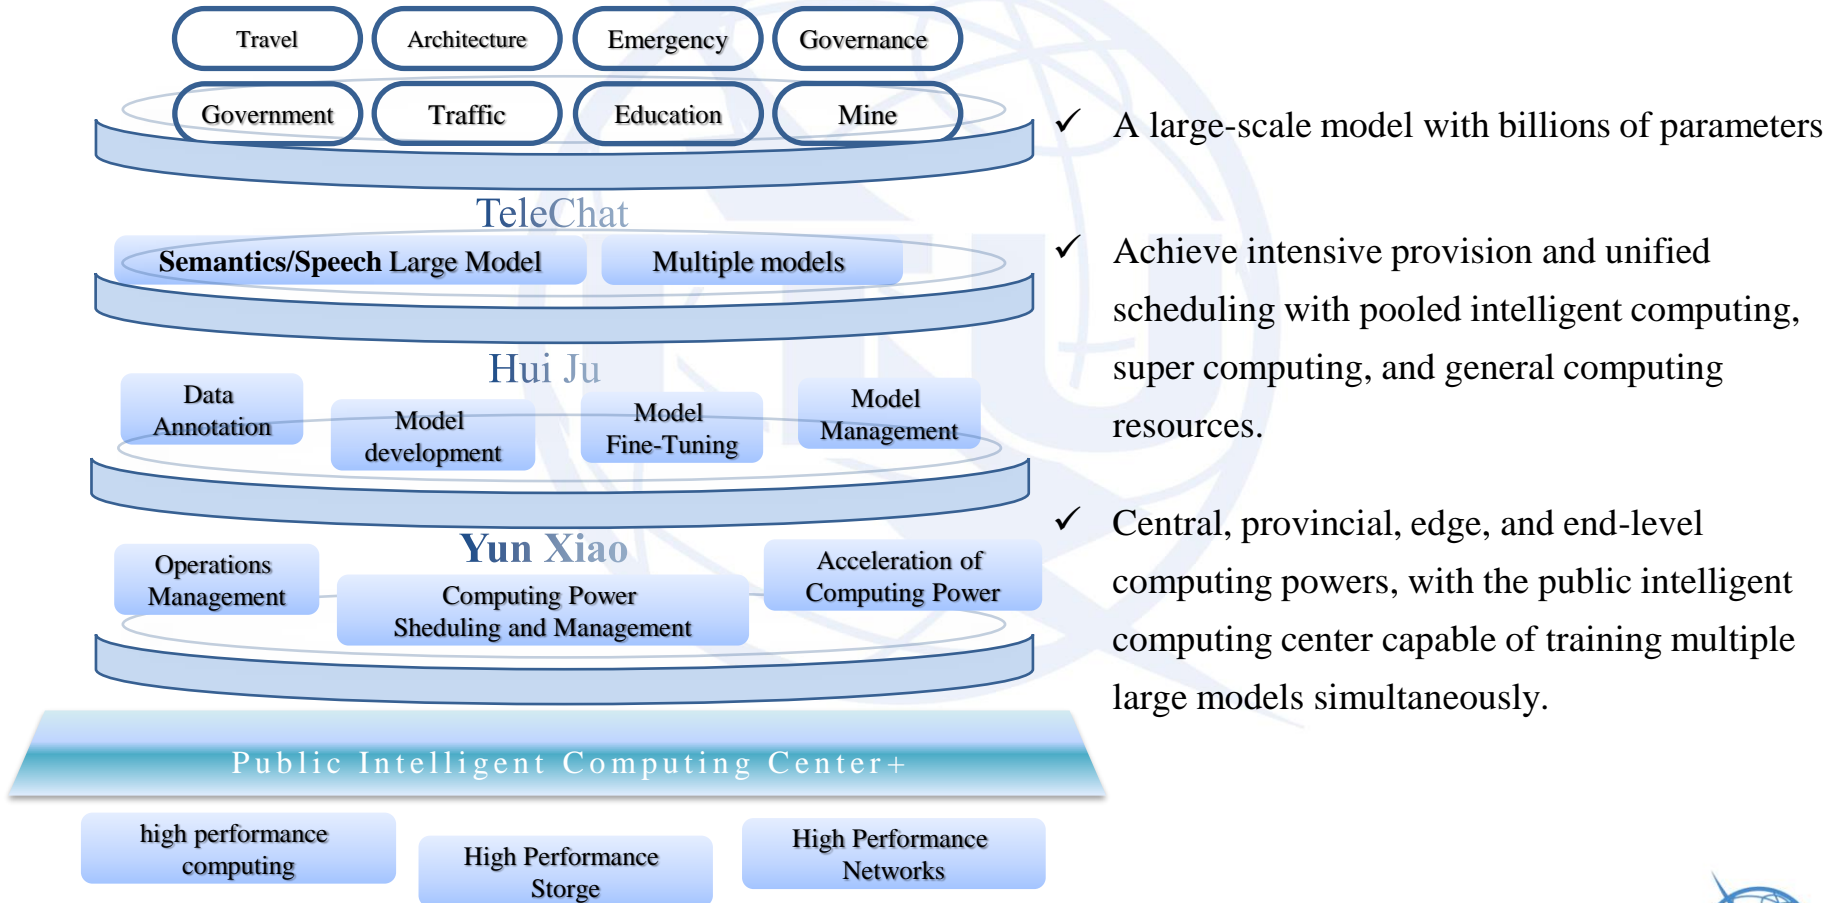 Travel
Architecture
Emergency
Governance
Government
Traffic
Education
Mine
TeleChat
Semantics/Speech Large Model
Multiple models
Hui Ju
Data
Annotation
Model
development
Model
Fine-Tuning
Model
Management
Yun Xiao
Operations
Management
Computing Power
Sheduling and Management
Acceleration of
Computing Power
Public Intelligent Computing Center+
high performance
computing
High Performance
Storge
High Performance
Networks
✓ A large-scale model with billions of parameters
✓ Achieve intensive provision and unified
scheduling with pooled intelligent computing,
super computing, and general computing
resources.
✓ Central, provincial, edge, and end-level
computing powers, with the public intelligent
computing center capable of training multiple
large models simultaneously.
ITU